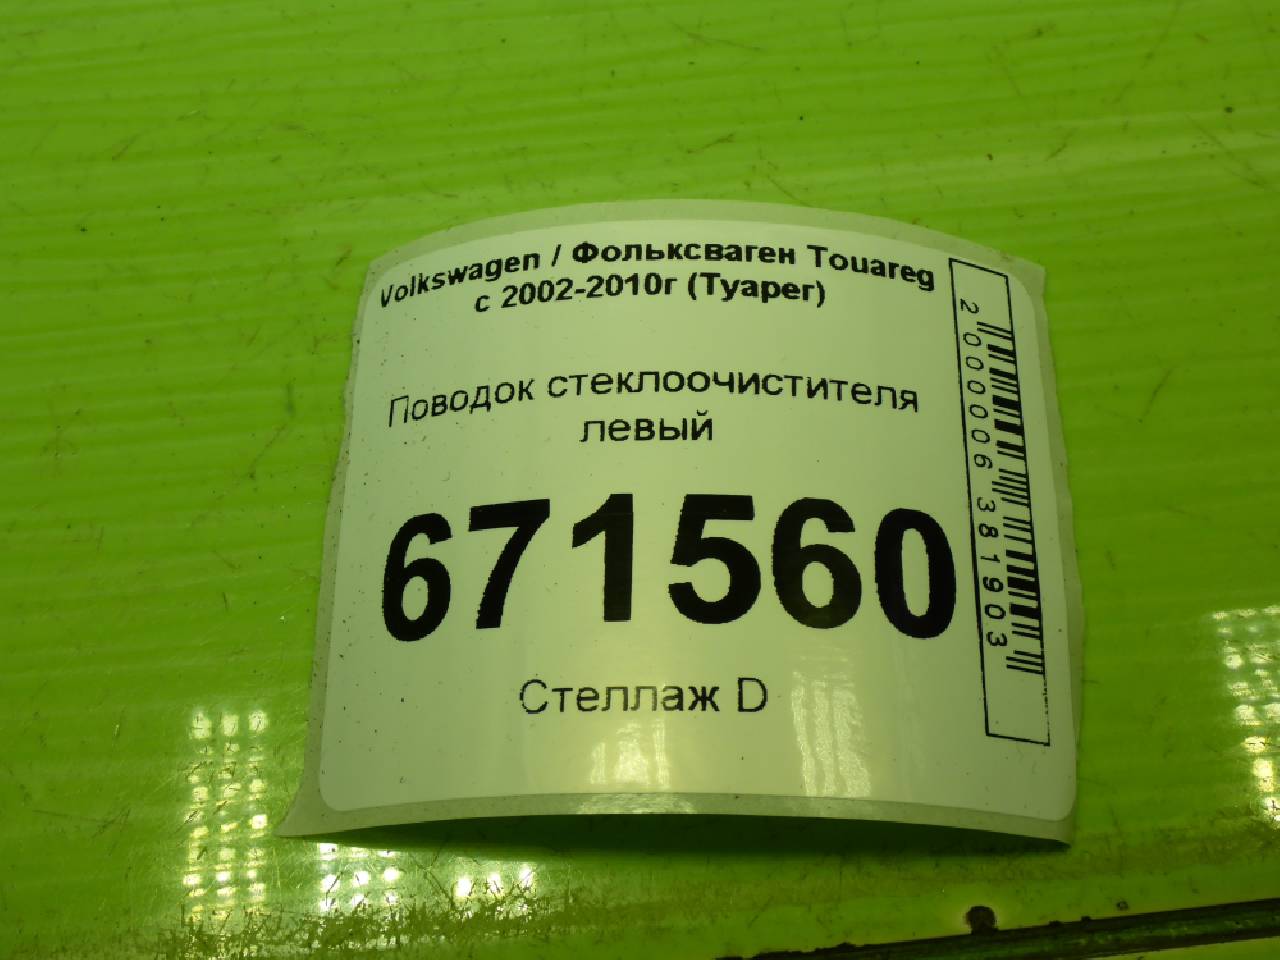 Volkswagen / Фольксваген Touareg
с 2002-2010г (Туарег)
Поводок стеклоочистителя
левый
671560
Стеллаж D
2000006381903